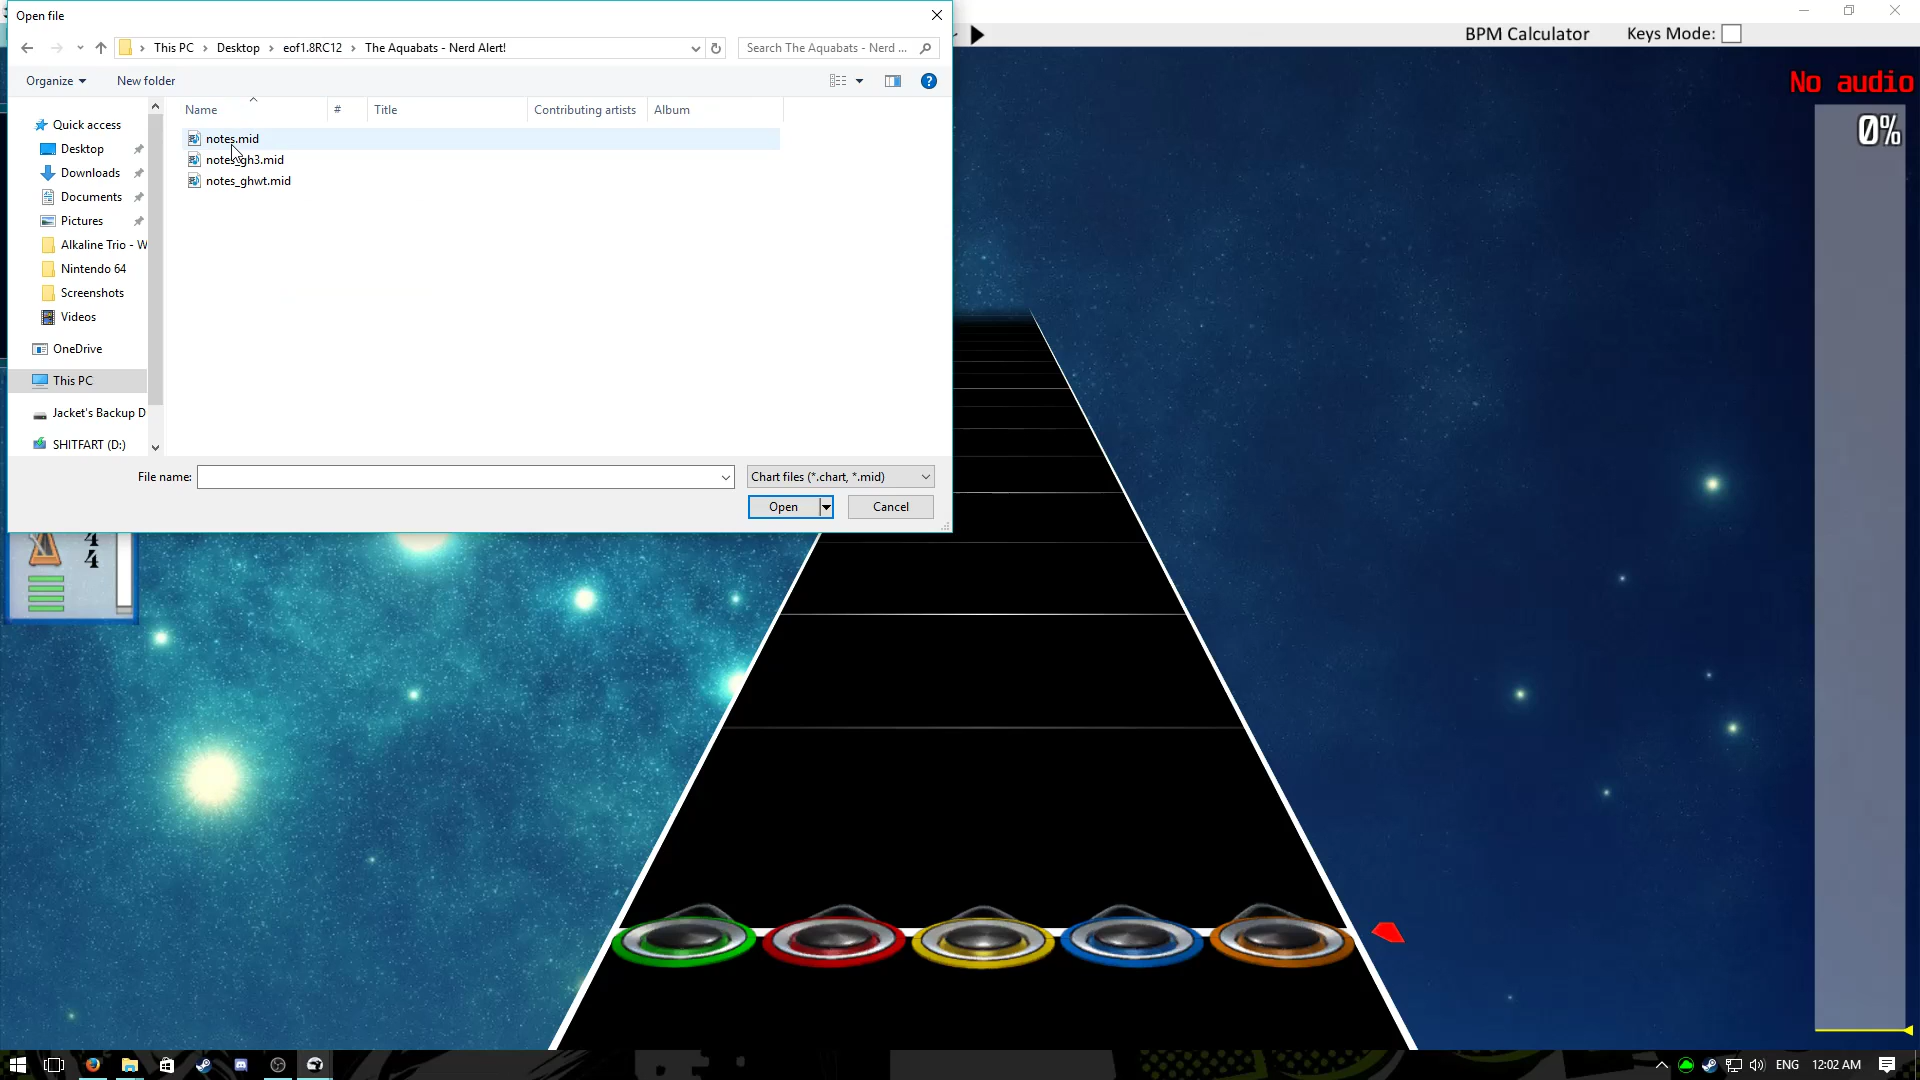 Open file
This PC > Desktop > eof1.8RC12 > The Aquabats - Nerd Alert!
Search The Aquabats - Nerd ...
BPM Calculator
Keys Mode:
Organize
New folder
No audio
0%
Name
#
Title
Contributing artists
Album
Quick access
Desktop
Downloads
Documents
Pictures
Alkaline Trio - W
Nintendo 64
Screenshots
Videos
OneDrive
This PC
Jacket's Backup D
SHITFART (D:)
notes.mid
notes_gh3.mid
notes_ghwt.mid
File name:
Chart files (*.chart, *.mid)
Open
Cancel
4
4
ENG
12:02 AM